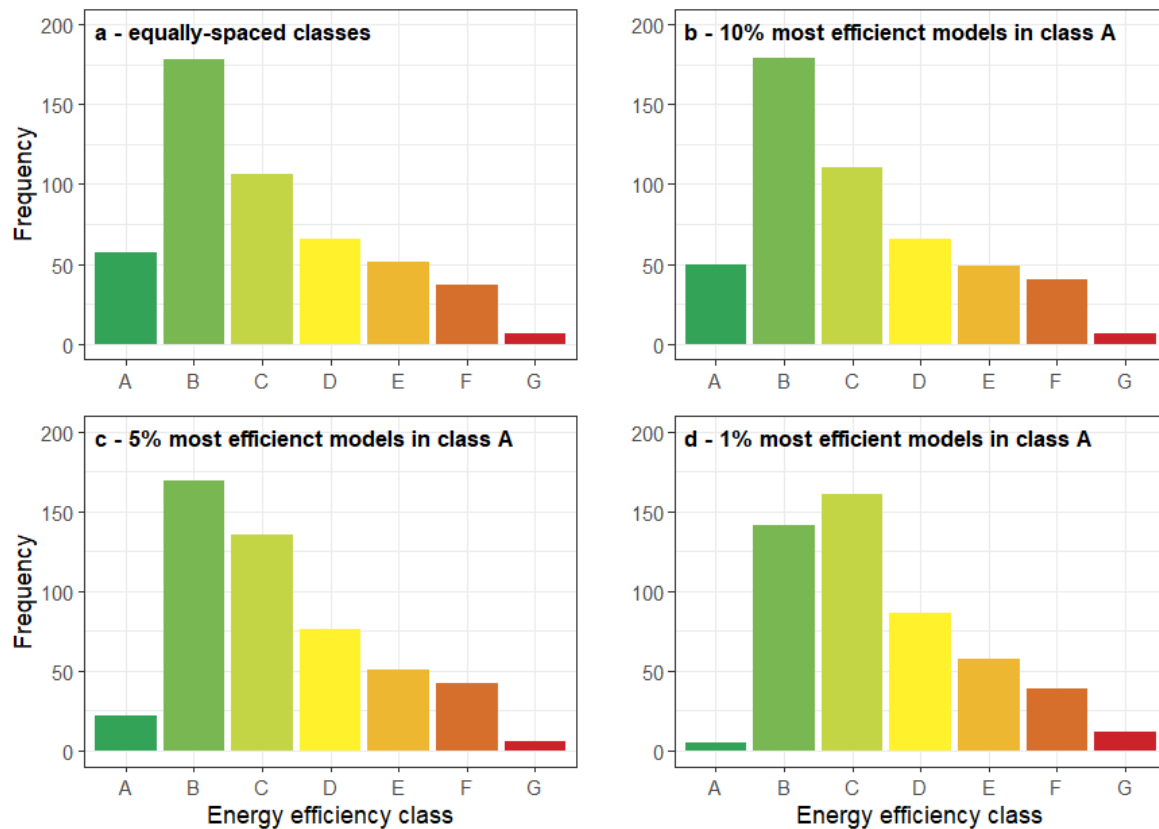 a - equally-spaced classes
200
150
100
50
0
Frequency
A B C D E F G
b - 10% most efficienct models in class A
200
150
100
50
0
A B C D E F G
c - 5% most efficienct models in class A
200
150
100
50
0
Frequency
A B C D E F G
Energy efficiency class
d - 1% most efficient models in class A
200
150
100
50
0
A B C D E F G
Energy efficiency class